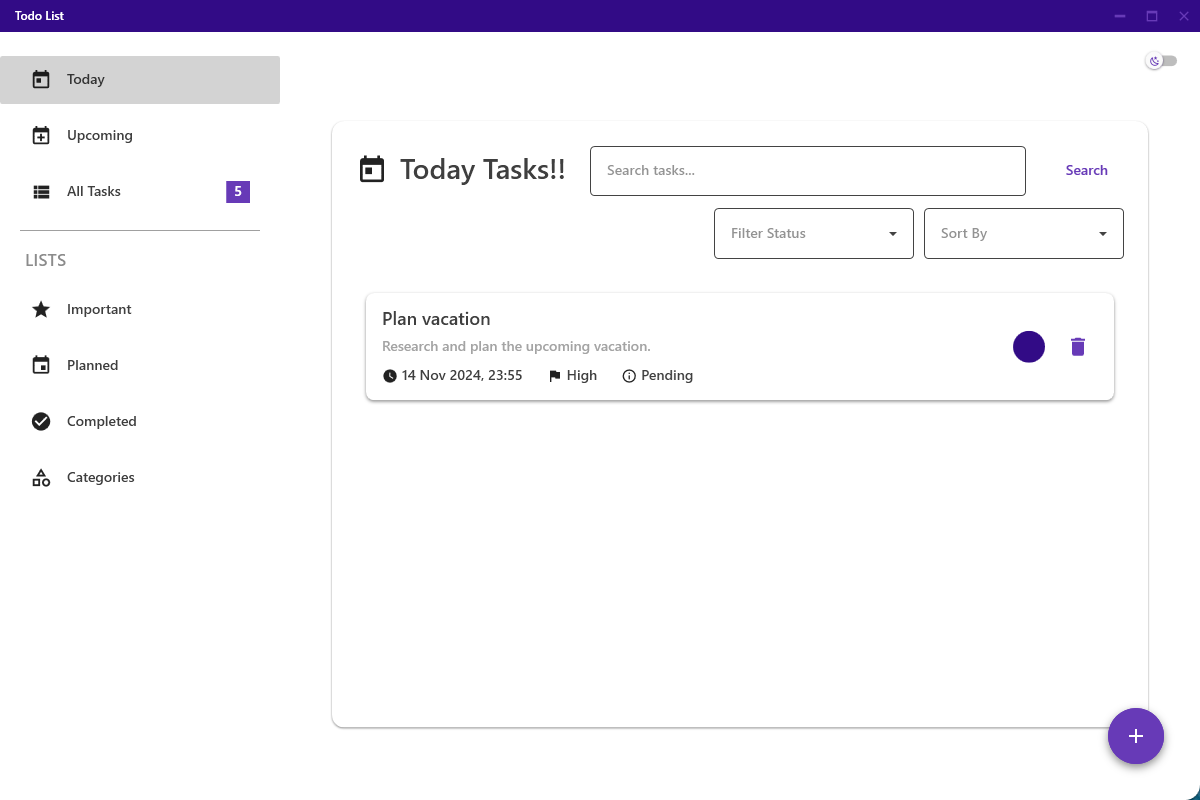 Todo List
Today
Upcoming
All Tasks 5
LISTS
Important
Planned
Completed
Categories
Today Tasks!! Search tasks... Search
Filter Status Sort By
Plan vacation
Research and plan the upcoming vacation.
14 Nov 2024, 23:55 High Pending